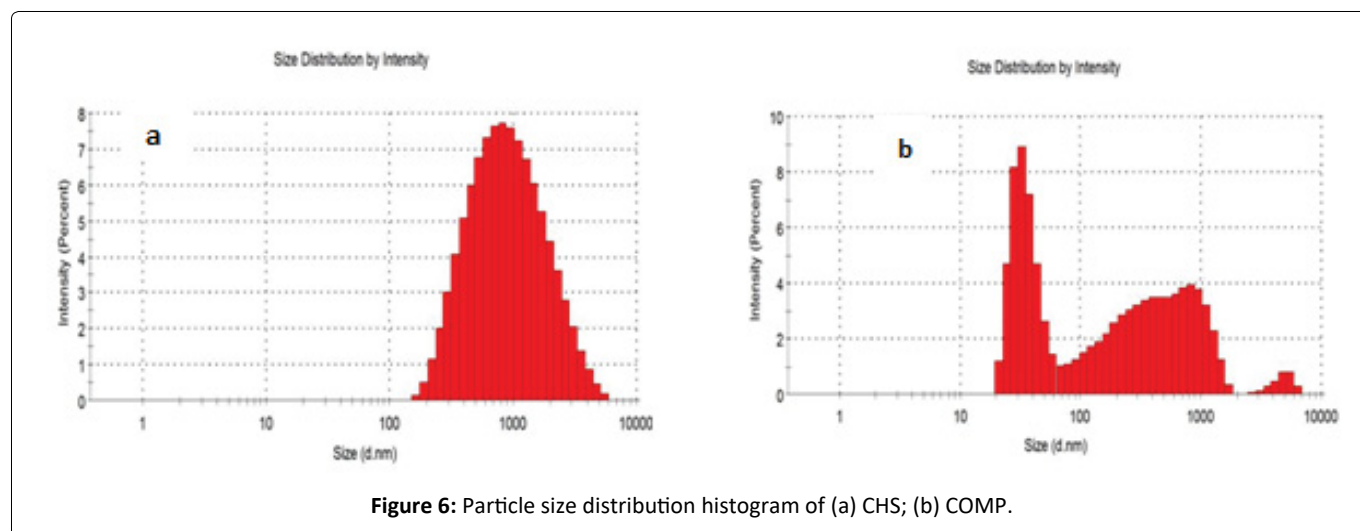 Size Distribution by Intensity
a
Intensity (Percent)
8
7
6
5
4
3
2
1
0
1 10 100 1000 10000
Size (d.nm)
Size Distribution by Intensity
b
Intensity (Percent)
10
8
6
4
2
0
1 10 100 1000 10000
Size (d.nm)
Figure 6: Particle size distribution histogram of (a) CHS; (b) COMP.